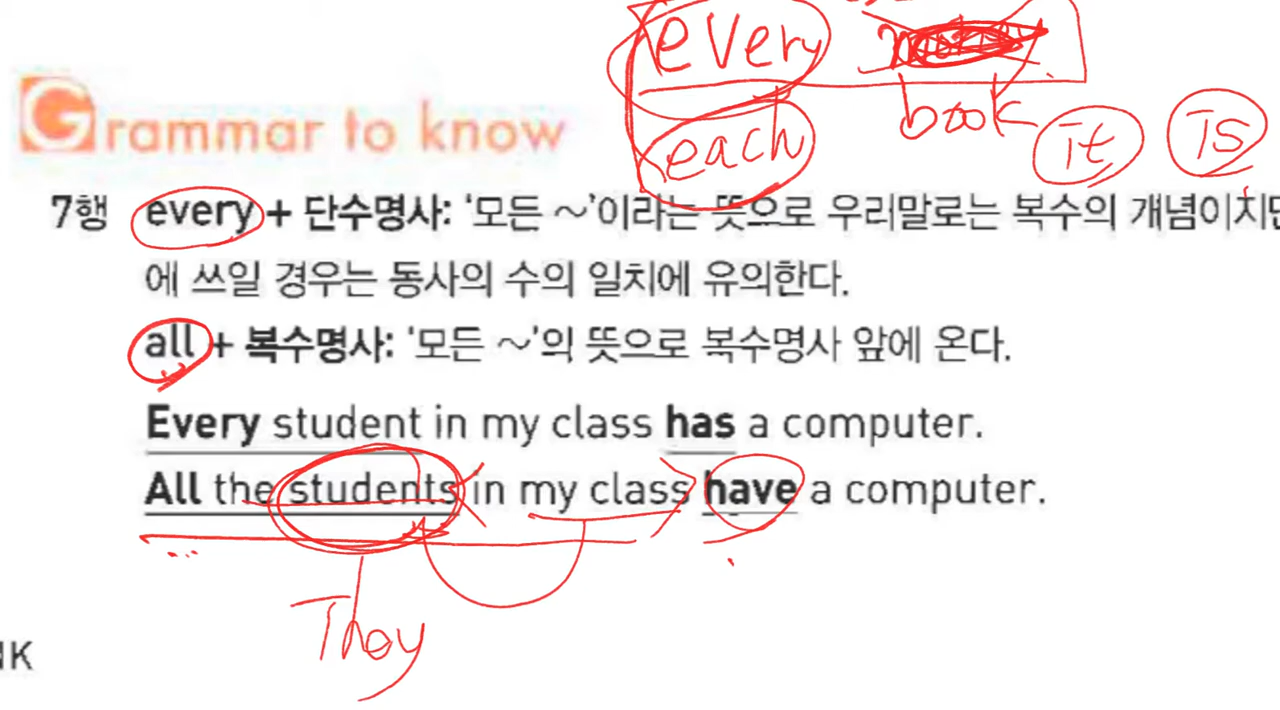 every
book
each
It
Is
Grammar to know
7행 every + 단수명사: ‘모든 ~’이라는 뜻으로 우리말로는 복수의 개념이지만
에 쓰일 경우는 동사의 수의 일치에 유의한다.
all + 복수명사: ‘모든 ~’의 뜻으로 복수명사 앞에 온다.
Every student in my class has a computer.
All the students in my class have a computer.
They
K